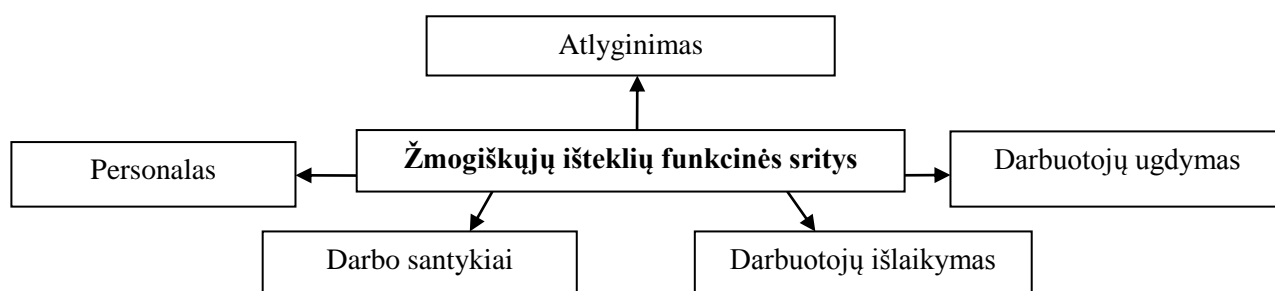 Atlyginimas
Žmogiškųjų išteklių funkcinės sritys
Personalas
Darbuotojų ugdymas
Darbo santykiai
Darbuotojų išlaikymas